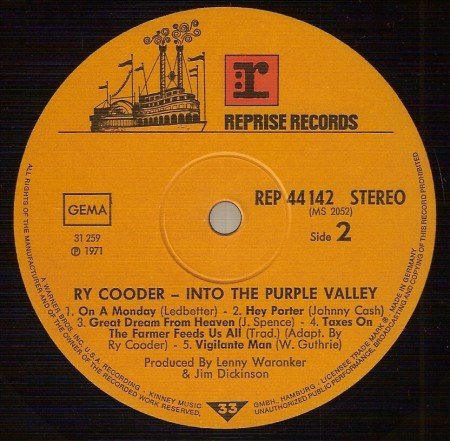 r
REPRISE RECORDS
GEMA
31 259
℗ 1971
REP 44 142 STEREO
(MS 2052)
Side 2
RY COODER – INTO THE PURPLE VALLEY
1. On A Monday (Ledbetter) · 2. Hey Porter (Johnny Cash)
3. Great Dream From Heaven (J. Spence) · 4. Taxes On
The Farmer Feeds Us All (Trad.) (Adapt. By
Ry Cooder) · 5. Vigilante Man (W. Guthrie)
Produced By Lenny Waronker
& Jim Dickinson
33
ALL RIGHTS OF THE MANUFACTURER AND OF THE OWNER OF THE RECORDED WORK RESERVED.
A WARNER BROS. INC. U.S.A. RECORDING - KINNEY MUSIC GMBH, HAMBURG - LICENSEE TRADE MARK ® MADE IN GERMANY
UNAUTHORIZED PUBLIC PERFORMANCE, BROADCASTING AND COPYING OF THIS RECORD PROHIBITED